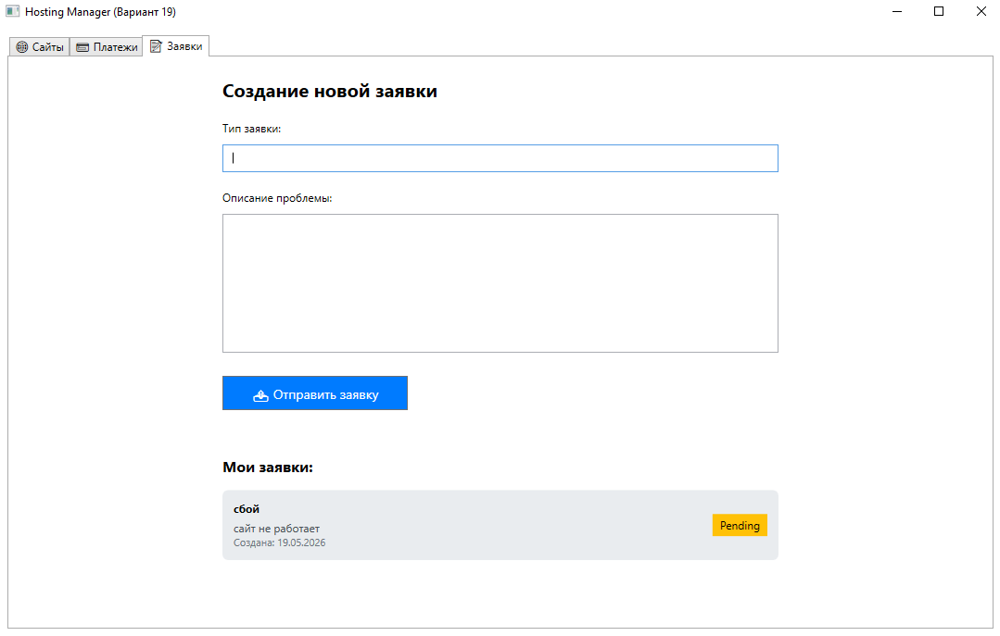 Hosting Manager (Вариант 19)
Сайты Платежи Заявки
Создание новой заявки
Тип заявки:
Описание проблемы:
Отправить заявку
Мои заявки:
сбой
сайт не работает
Pending
Создана: 19.05.2026